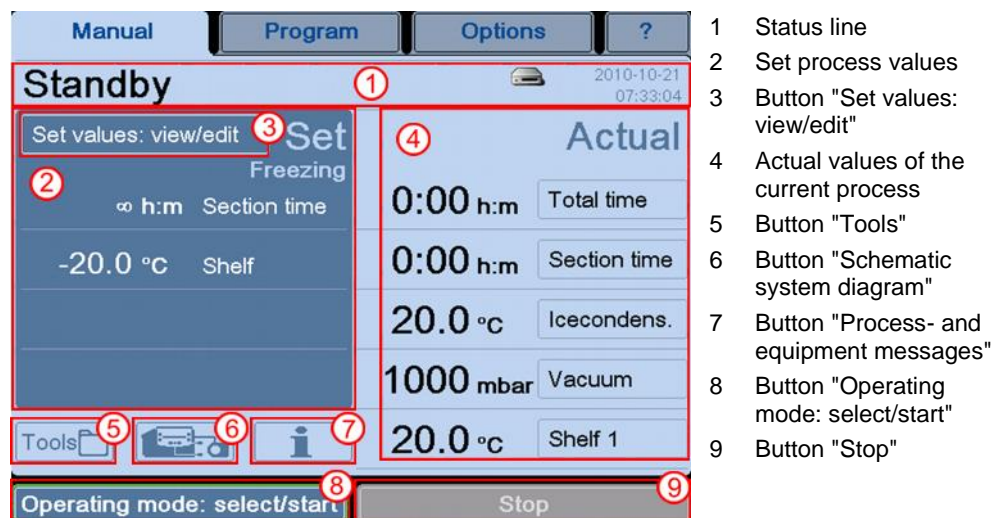 Manual Program Options ?
Standby 1 2010-10-21
07:33:04
Set values: view/edit 3 Set
2 Freezing
∞ h:m Section time
-20.0 °C Shelf
4 Actual
0:00 h:m Total time
0:00 h:m Section time
20.0 °C Icecondens.
1000 mbar Vacuum
20.0 °C Shelf 1
Tools 5 6 i 7
Operating mode: select/start 8 Stop 9
1 Status line
2 Set process values
3 Button "Set values:
view/edit"
4 Actual values of the
current process
5 Button "Tools"
6 Button "Schematic
system diagram"
7 Button "Process- and
equipment messages"
8 Button "Operating
mode: select/start"
9 Button "Stop"